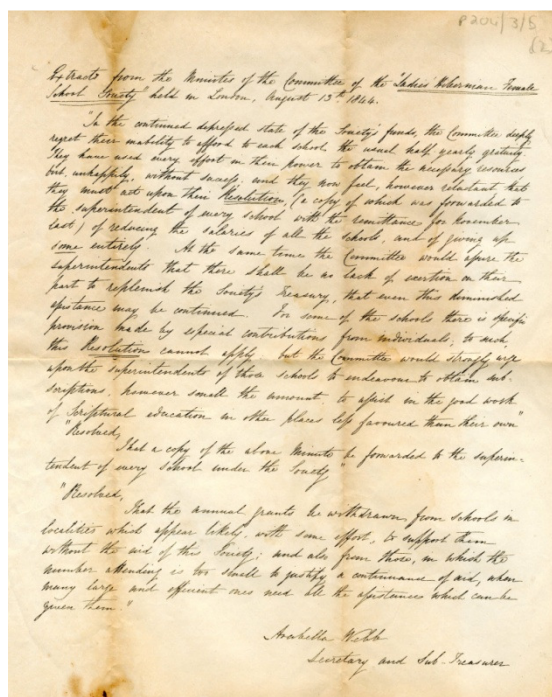 P204/3/5
Extracts from the Minutes of the Committee of the "Ladies' Hibernian Female
School Society" held in London, August 13th 1844.
"In the continued depressed state of the Society's funds, the Committee deeply
regret their inability to afford to each school the usual half yearly gratuity.
They have used every effort in their power to obtain the necessary resources
but, unhappily, without success; and they now feel, however reluctant that
they must act upon their Resolution, (a copy of which was forwarded to
the superintendent of every school with the remittance for November
last) of reducing the salaries of all the schools, and of giving up
some entirely. At the same time the Committee would assure the
superintendents that there shall be no lack of exertion on their
part to replenish the Society's Treasury, that even this diminished
assistance may be continued. For some of the schools there is specific
provision made by especial contributions from individuals; to such,
this Resolution cannot apply, but the Committee would strongly urge
upon the superintendents of those schools to endeavour to obtain sub-
scriptions, however small the amount, to assist in the good work
of Scriptural education in other places less favoured than their own"
"Resolved,
That a copy of the above Minute be forwarded to the superin-
tendent of every school under the Society"
"Resolved,
That the annual grants be withdrawn, from schools in
localities which appear likely, with some effort, to support them
without the aid of this Society; and also from those, in which the
number attending is too small to justify a continuance of aid, when
many large and efficient ones need all the assistance which can be
given them."
Arabella Webb
Secretary and Sub-Treasurer